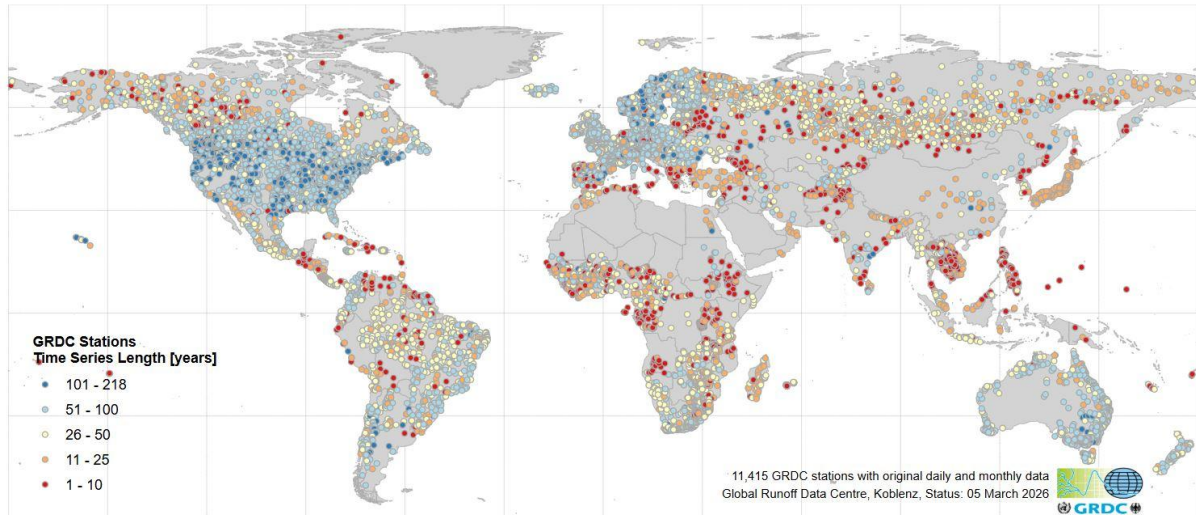 GRDC Stations
Time Series Length [years]
101 - 218
51 - 100
26 - 50
11 - 25
1 - 10
11,415 GRDC stations with original daily and monthly data
Global Runoff Data Centre, Koblenz, Status: 05 March 2026
GRDC